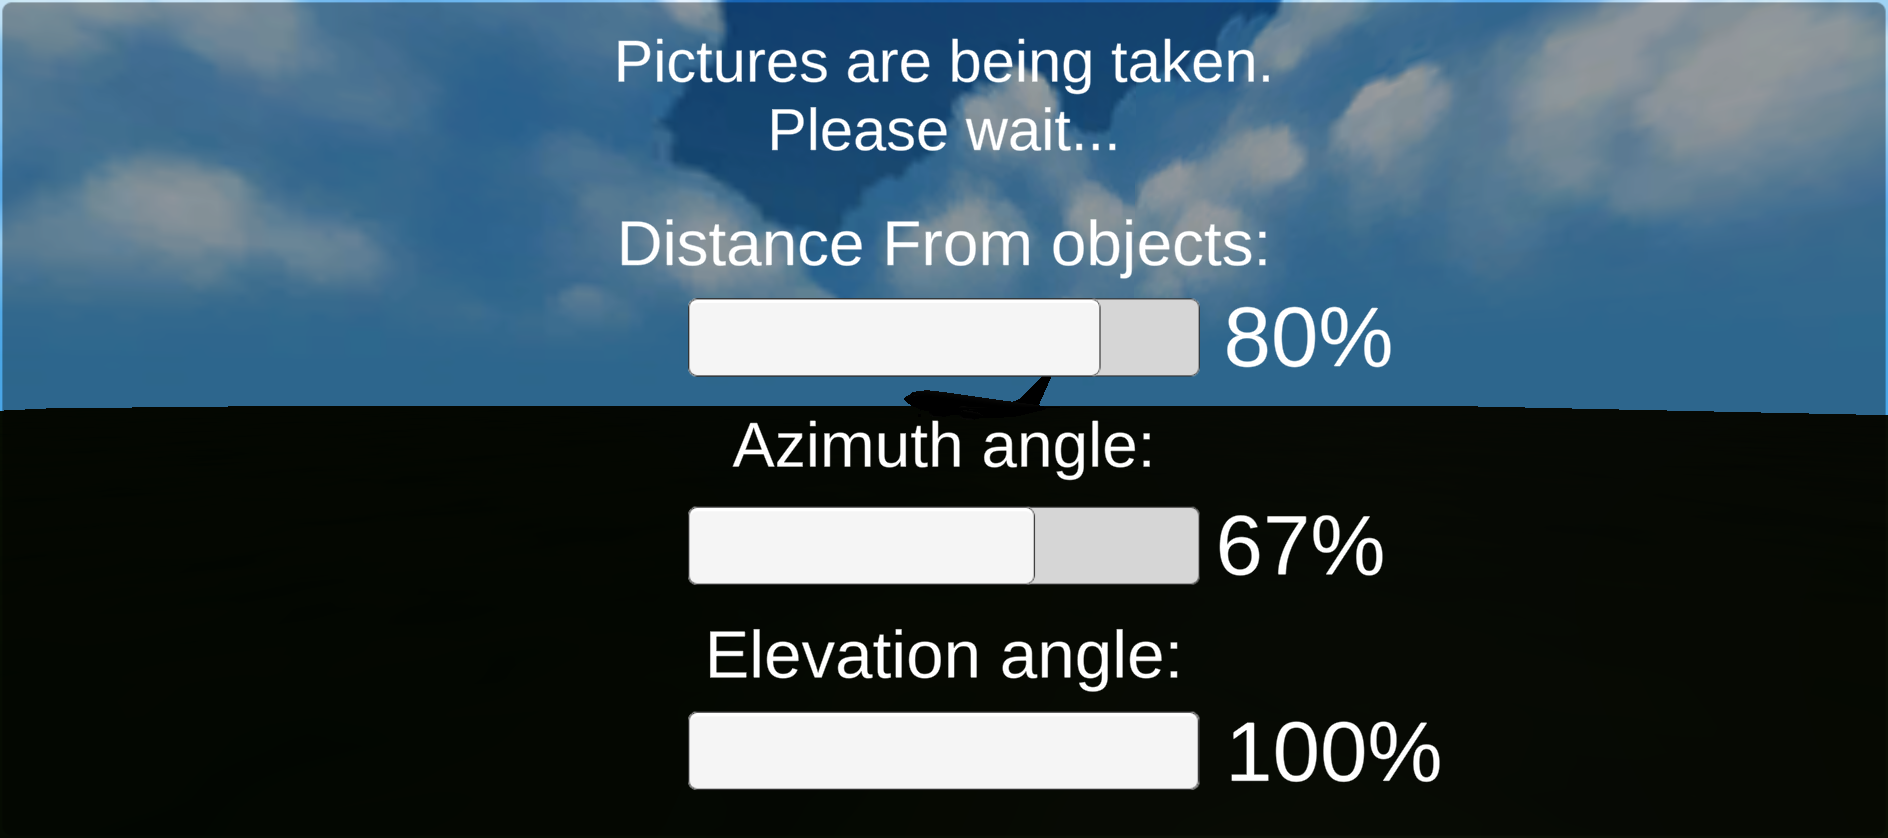 Pictures are being taken.
Please wait...
Distance From objects:
80%
Azimuth angle:
67%
Elevation angle:
100%